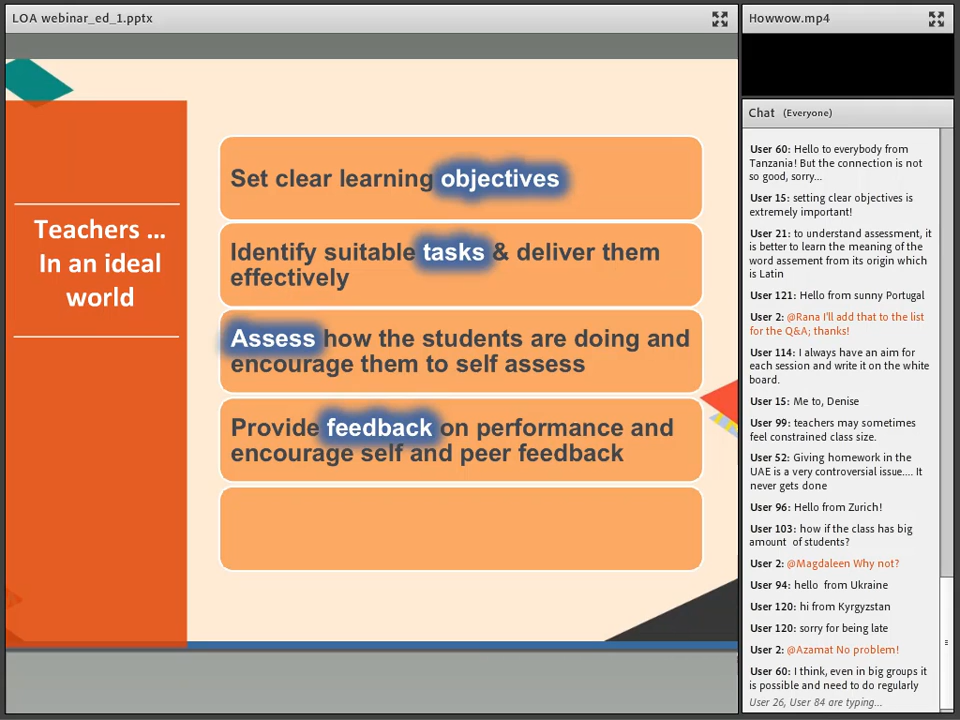 LOA webinar_ed_1.pptx
Teachers ...
In an ideal
world
Set clear learning objectives
Identify suitable tasks & deliver them
effectively
Assess how the students are doing and
encourage them to self assess
Provide feedback on performance and
encourage self and peer feedback
Howwow.mp4
Chat (Everyone)
User 60: Hello to everybody from
Tanzania! But the connection is not
so good, sorry...
User 15: setting clear objectives is
extremely important!
User 21: to understand assessment, it
is better to learn the meaning of the
word assement from its origin which
is Latin
User 121: Hello from sunny Portugal
User 2: @Rana I'll add that to the list
for the Q&A; thanks!
User 114: I always have an aim for
each session and write it on the white
board.
User 15: Me to, Denise
User 99: teachers may sometimes
feel constrained class size.
User 52: Giving homework in the
UAE is a very controversial issue.... It
never gets done
User 96: Hello from Zurich!
User 103: how if the class has big
amount of students?
User 2: @Magdaleen Why not?
User 94: hello from Ukraine
User 120: hi from Kyrgyzstan
User 120: sorry for being late
User 2: @Azamat No problem!
User 60: I think, even in big groups it
is possible and need to do regularly
User 26, User 84 are typing...